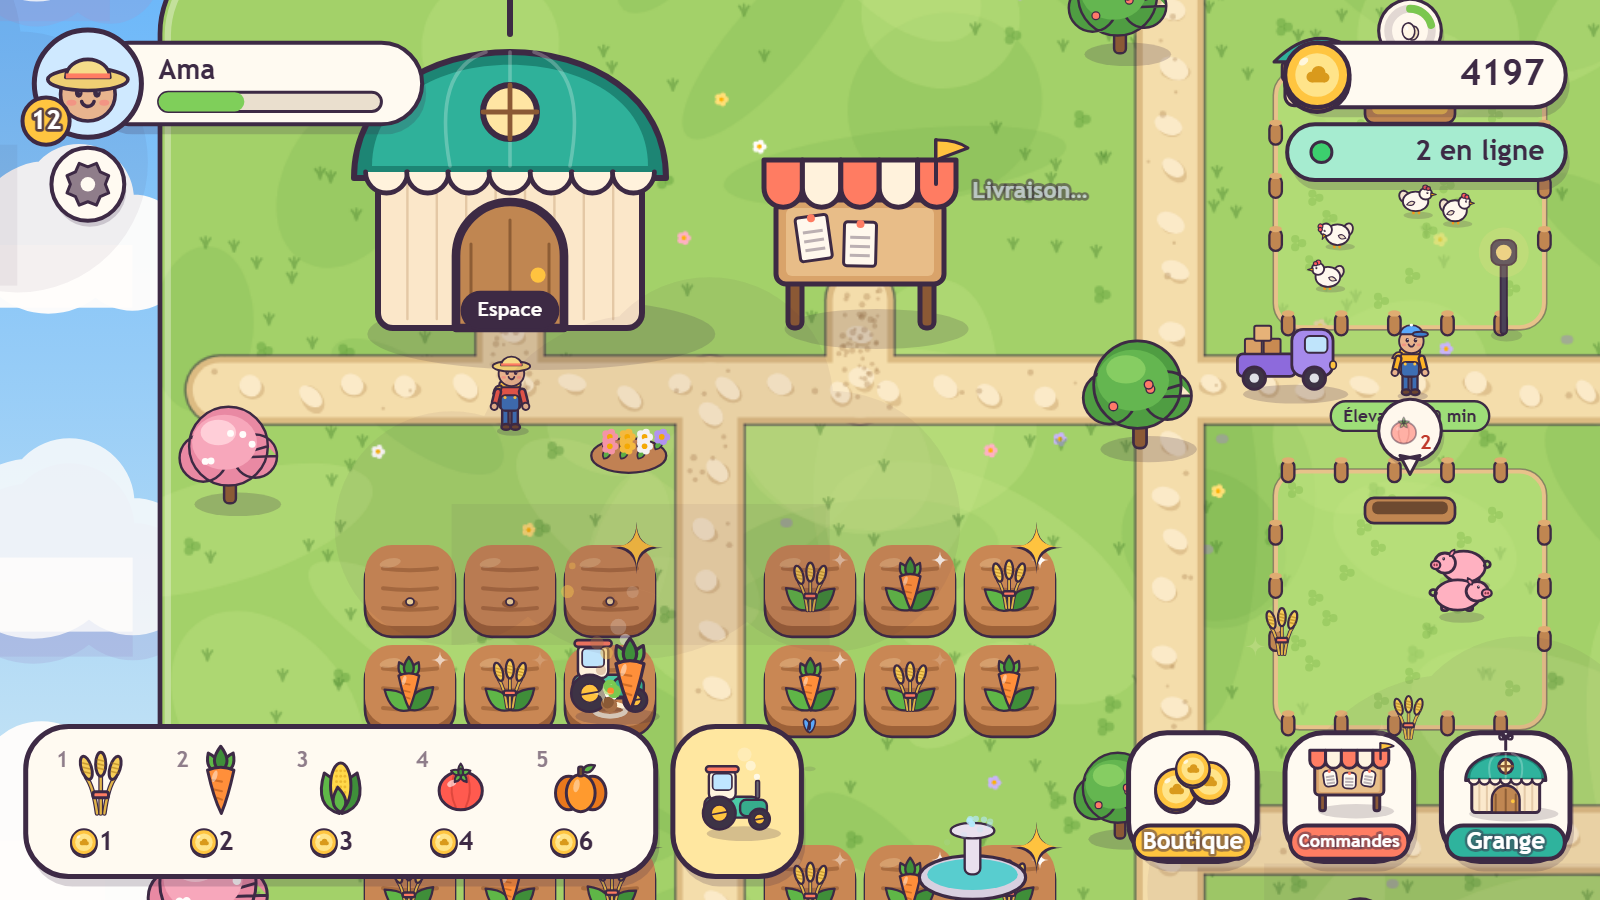 Ama
12
4197
2 en ligne
Livraison...
Espace
min
2
1 2 3 4 5
1 2 3 4 6
Boutique
Commandes
Grange